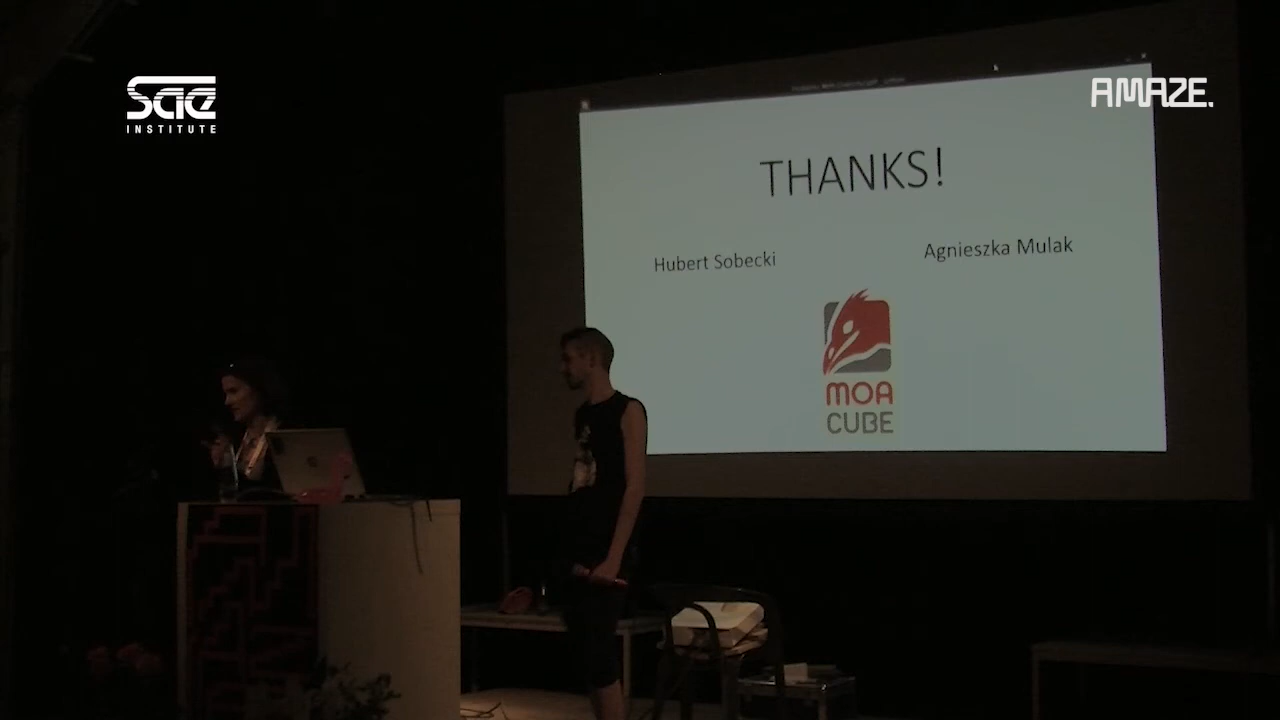 SAE
INSTITUTE
AMAZE.
THANKS!
Hubert Sobecki
Agnieszka Mulak
MOA
CUBE